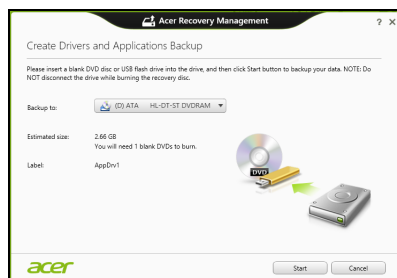 Acer Recovery Management
? X
Create Drivers and Applications Backup
Please insert a blank DVD disc or USB flash drive into the drive, and then click Start button to backup your data. NOTE: Do
NOT disconnect the drive while burning the recovery disc.
Backup to: (D) ATA HL-DT-ST DVDRAM
Estimated size: 2.66 GB
You will need 1 blank DVDs to burn.
Label: AppDrv1
DVD
acer Start Cancel